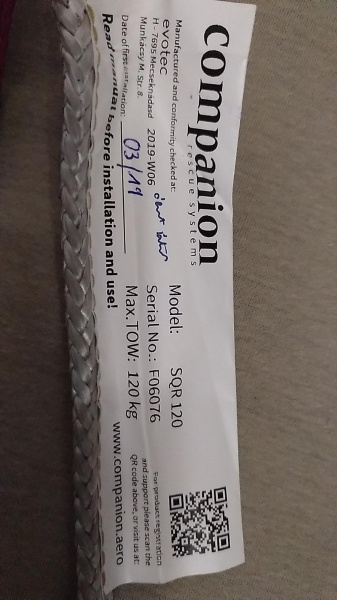 companion
rescue systems
Manufactured and conformity checked at:
evotec
H - 7695 Mecseknádasd
Munkácsy M. Str. 8.
2019-W06
Date of first installation: 03/19
Read manual before installation and use!
Model: SQR 120
Serial No.: F06076
Max.TOW: 120 kg
For product registration
and support please scan the
QR code above, or visit us at:
www.companion.aero